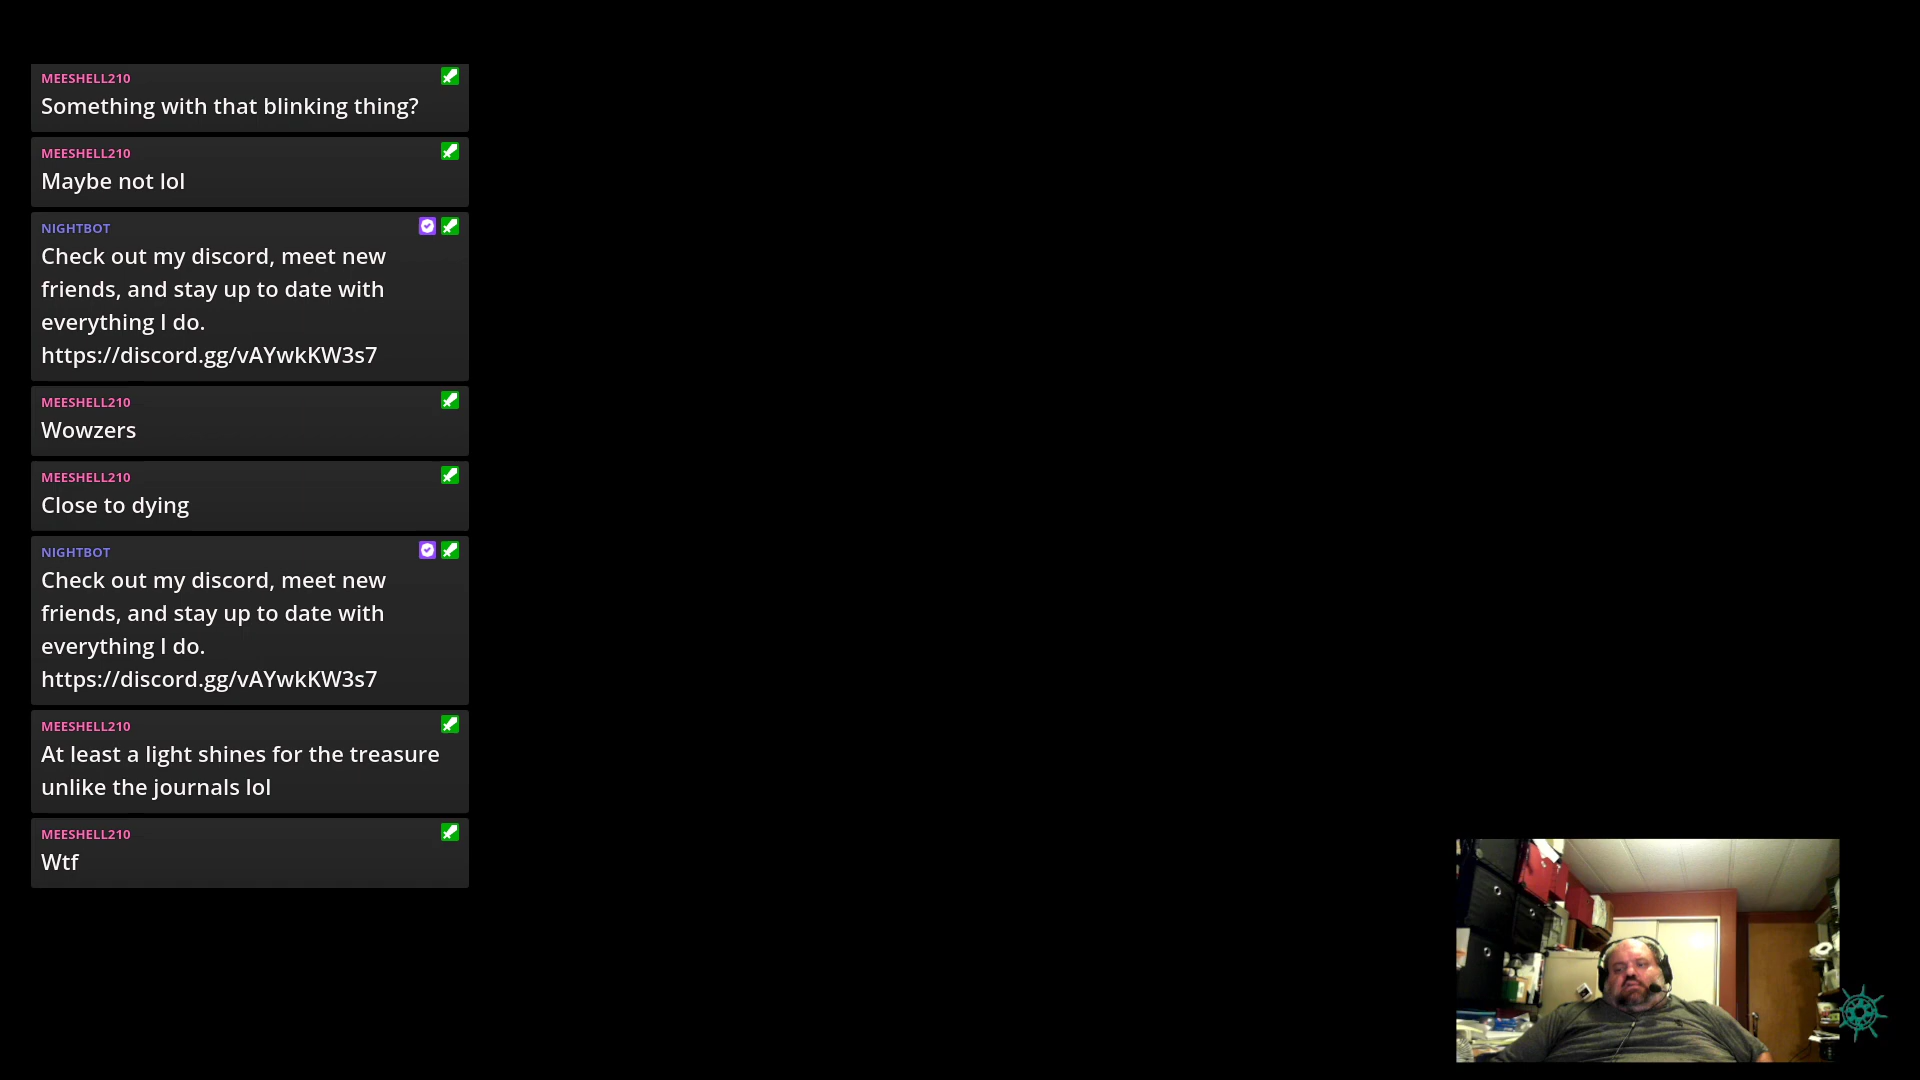 MEESHELL210
Something with that blinking thing?
MEESHELL210
Maybe not lol
NIGHTBOT
Check out my discord, meet new
friends, and stay up to date with
everything I do.
https://discord.gg/vAYwkKW3s7
MEESHELL210
Wowzers
MEESHELL210
Close to dying
NIGHTBOT
Check out my discord, meet new
friends, and stay up to date with
everything I do.
https://discord.gg/vAYwkKW3s7
MEESHELL210
At least a light shines for the treasure
unlike the journals lol
MEESHELL210
Wtf